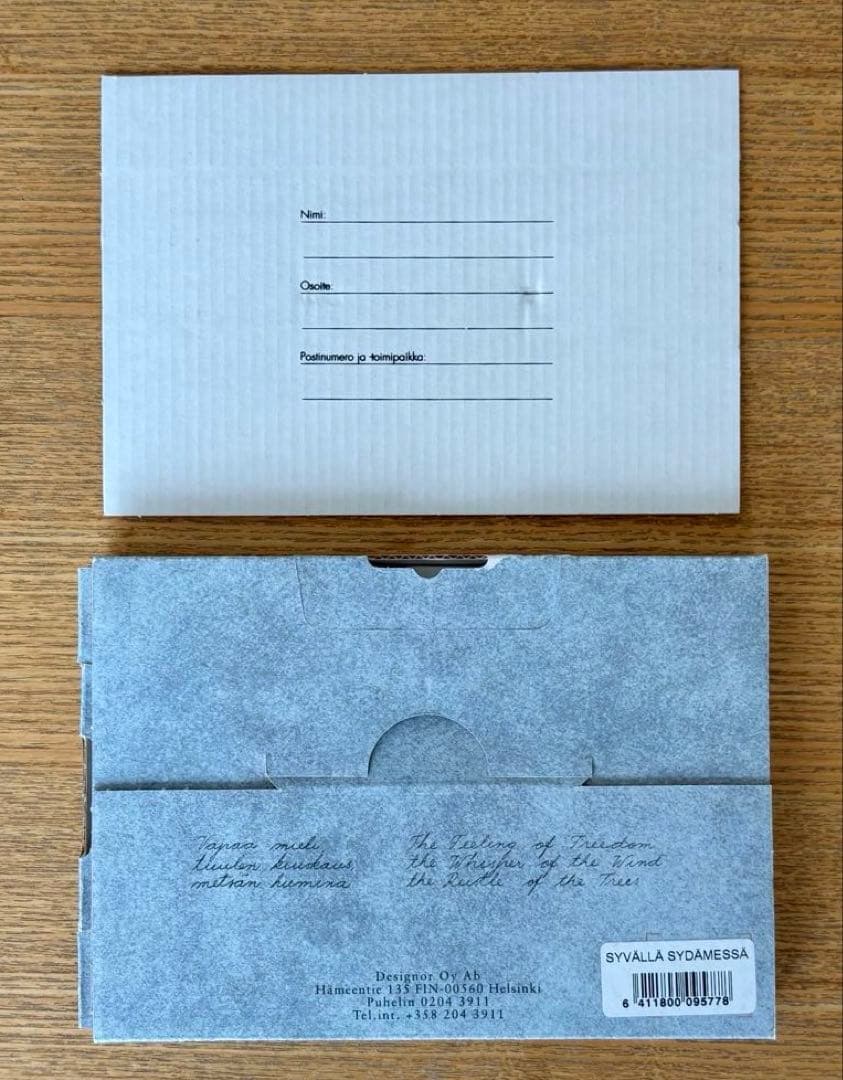 Nimi:
Osoite:
Postinumero ja toimipaikka:
Vapaa mieli,
tuulen kuiskaus,
metsän humina
The Feeling of Freedom
the Whisper of the Wind
the Rustle of the Trees
Designor Oy Ab
Hämeentie 135 FIN-00560 Helsinki
Puhelin 0204 3911
Tel.int. +358 204 3911
SYVÄLLÄ SYDÄMESSÄ
6 411800 095778